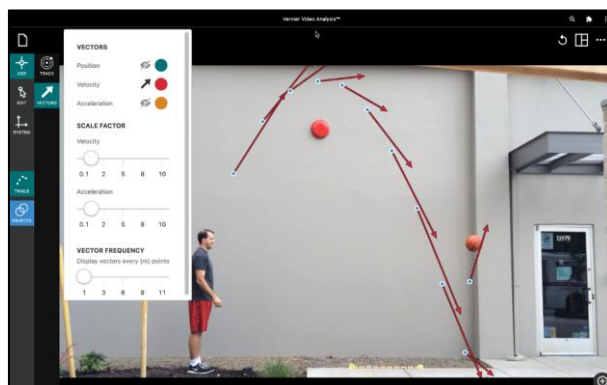 Vernier Video Analysis™
ADD
TRACK
EDIT
VECTORS
SYSTEM
TRAILS
OBJECTS
VECTORS
Position
Velocity
Acceleration
SCALE FACTOR
Velocity
0.1 2 5 8 10
Acceleration
0.1 2 5 8 10
VECTOR FREQUENCY
Display vectors every (m) points
1 3 6 8 11
13979